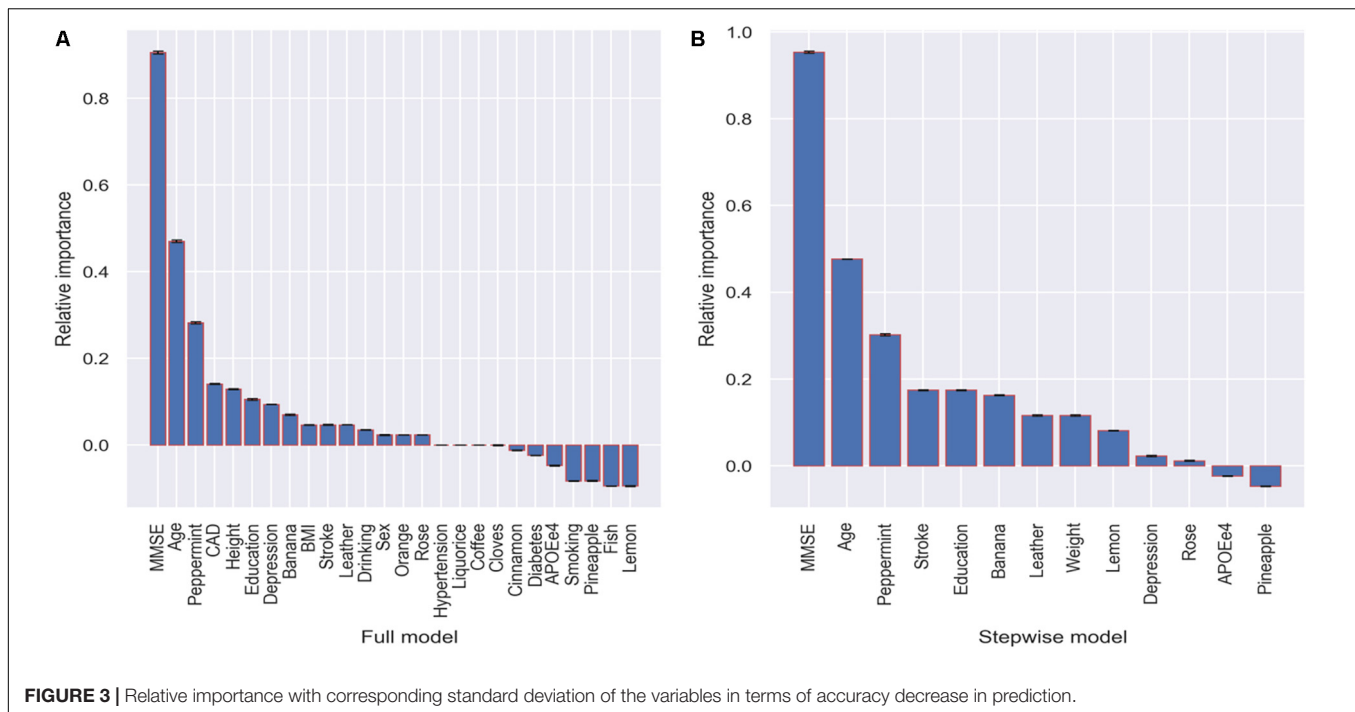 A
Relative importance
0.8
0.6
0.4
0.2
0.0
MMSE
Age
Peppermint
CAD
Height
Education
Depression
Banana
BMI
Stroke
Leather
Drinking
Sex
Orange
Rose
Hypertension
Liquorice
Coffee
Cloves
Cinnamon
Diabetes
APOEe4
Smoking
Pineapple
Fish
Lemon
Full model
B
Relative importance
1.0
0.8
0.6
0.4
0.2
0.0
MMSE
Age
Peppermint
Stroke
Education
Banana
Leather
Weight
Lemon
Depression
Rose
APOEe4
Pineapple
Stepwise model
FIGURE 3 | Relative importance with corresponding standard deviation of the variables in terms of accuracy decrease in prediction.